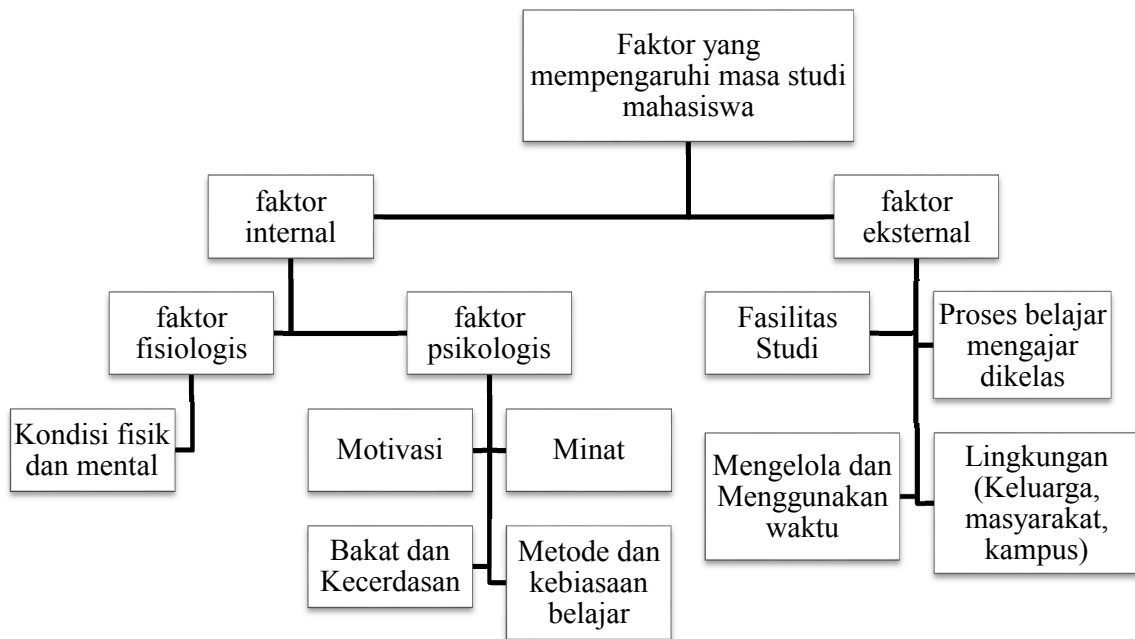 Faktor yang
mempengaruhi masa studi
mahasiswa
faktor
internal
faktor
eksternal
faktor
fisiologis
faktor
psikologis
Fasilitas
Studi
Proses belajar
mengajar
dikelas
Kondisi fisik
dan mental
Motivasi
Minat
Mengelola dan
Menggunakan
waktu
Lingkungan
(Keluarga,
masyarakat,
kampus)
Bakat dan
Kecerdasan
Metode dan
kebiasaan
belajar